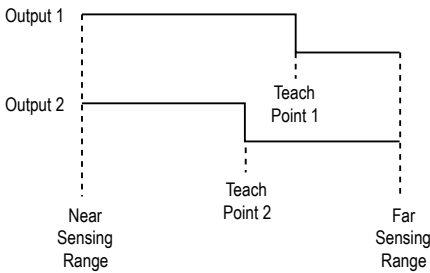 Output 1
Teach
Point 1
Output 2
Teach
Point 2
Near
Sensing
Range
Far
Sensing
Range